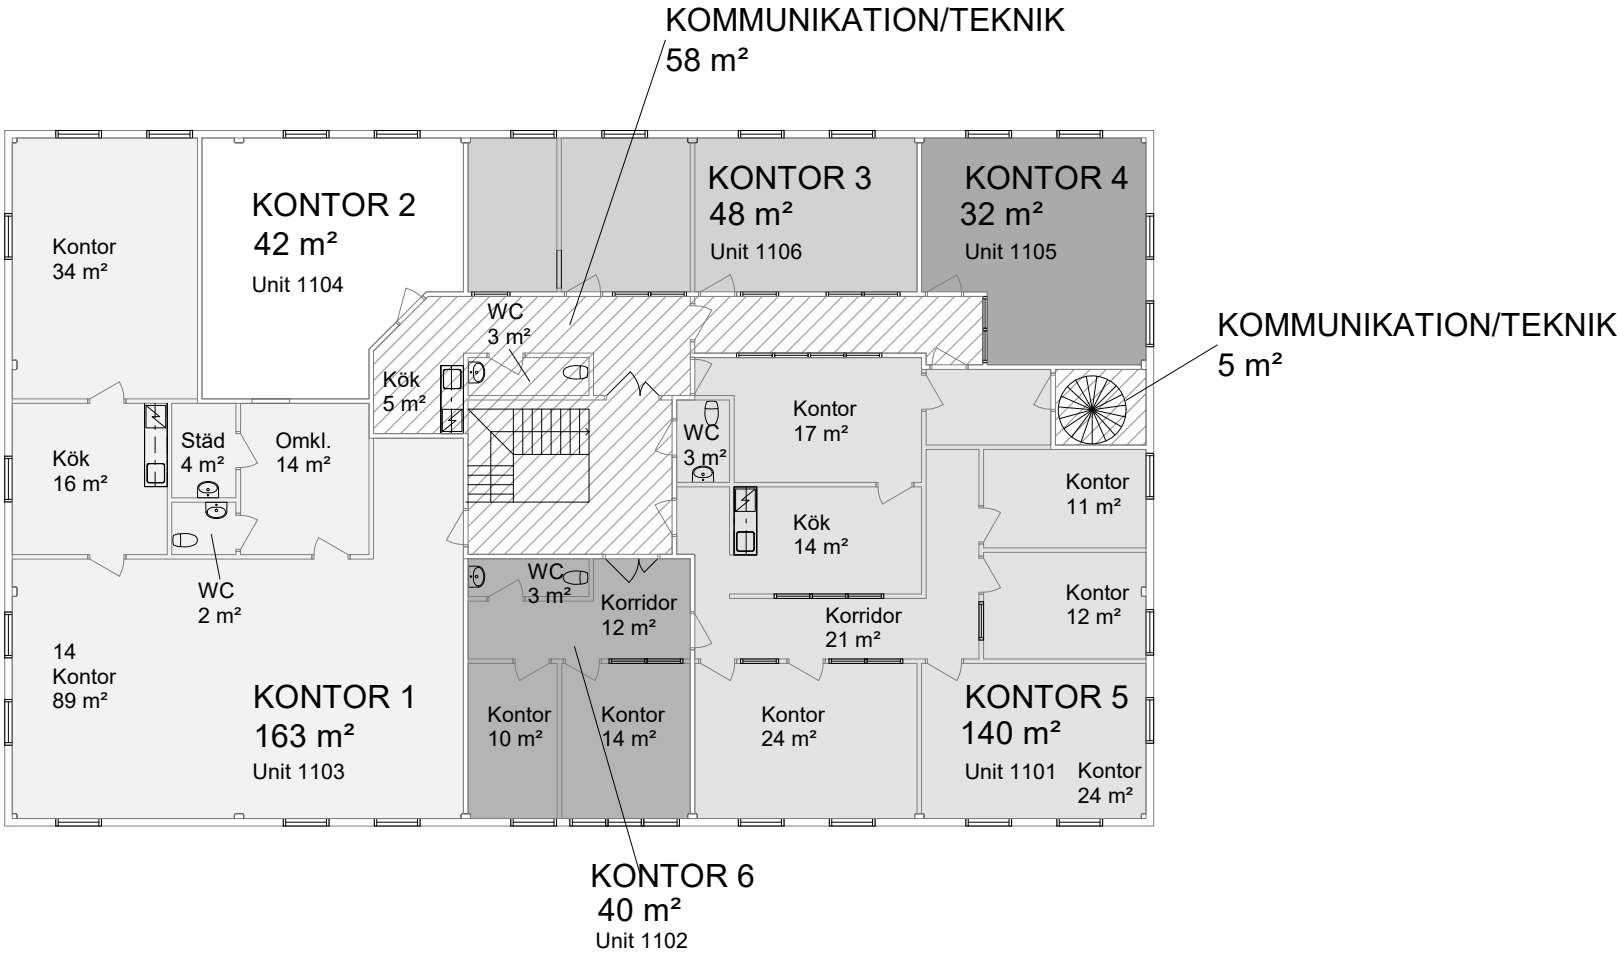 KOMMUNIKATION/TEKNIK
58 m²
KONTOR 2
42 m²
Unit 1104
KONTOR 3
48 m²
Unit 1106
KONTOR 4
32 m²
Unit 1105
Kontor
34 m²
WC
3 m²
KOMMUNIKATION/TEKNIK
5 m²
Kök
5 m²
Kontor
17 m²
Kök
16 m²
Städ
4 m²
Omkl.
14 m²
WC
3 m²
Kontor
11 m²
Kök
14 m²
WC
2 m²
WC
3 m²
Korridor
12 m²
Korridor
21 m²
Kontor
12 m²
14
Kontor
89 m²
KONTOR 1
163 m²
Unit 1103
Kontor
10 m²
Kontor
14 m²
Kontor
24 m²
KONTOR 5
140 m²
Unit 1101
Kontor
24 m²
KONTOR 6
40 m²
Unit 1102